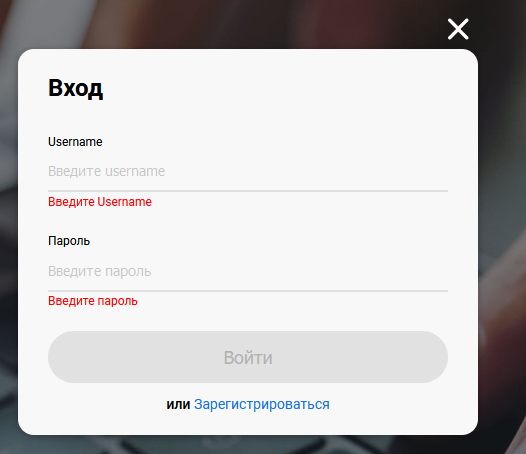 Вход
Username
Введите username
Введите Username
Пароль
Введите пароль
Введите пароль
Войти
или Зарегистрироваться